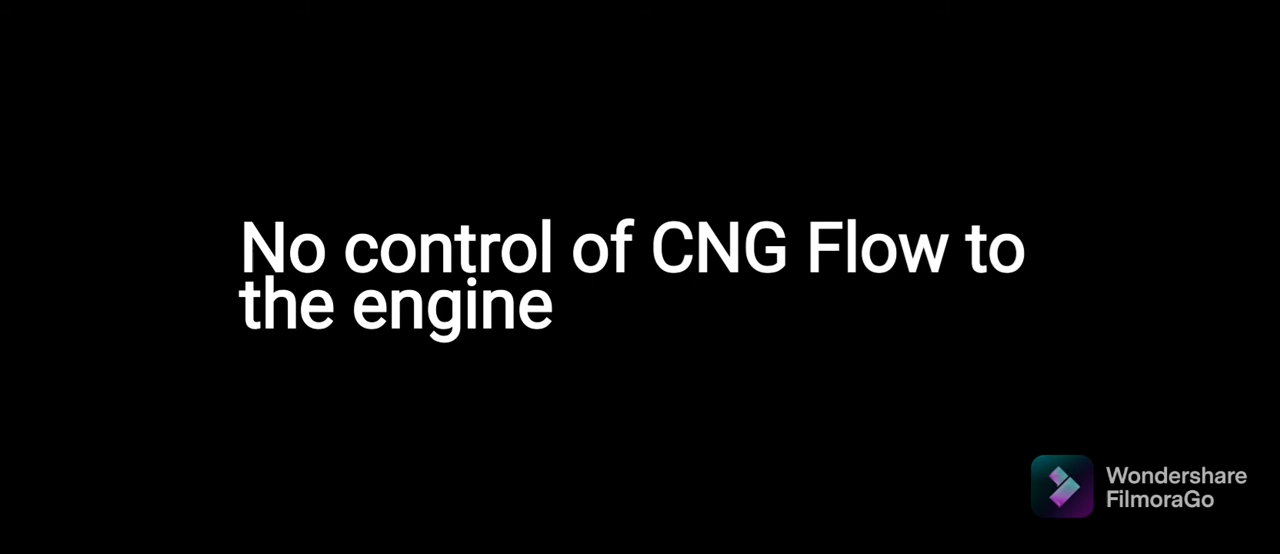 No control of CNG Flow to
the engine
Wondershare
FilmoraGo